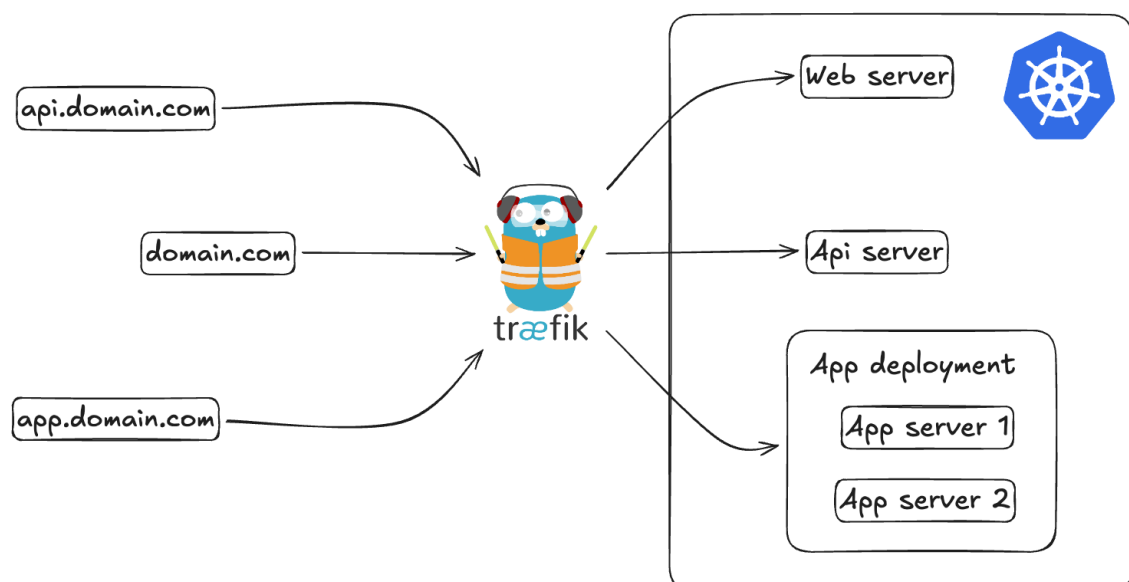 api.domain.com
domain.com
app.domain.com
træfik
Web server
Api server
App deployment
App server 1
App server 2